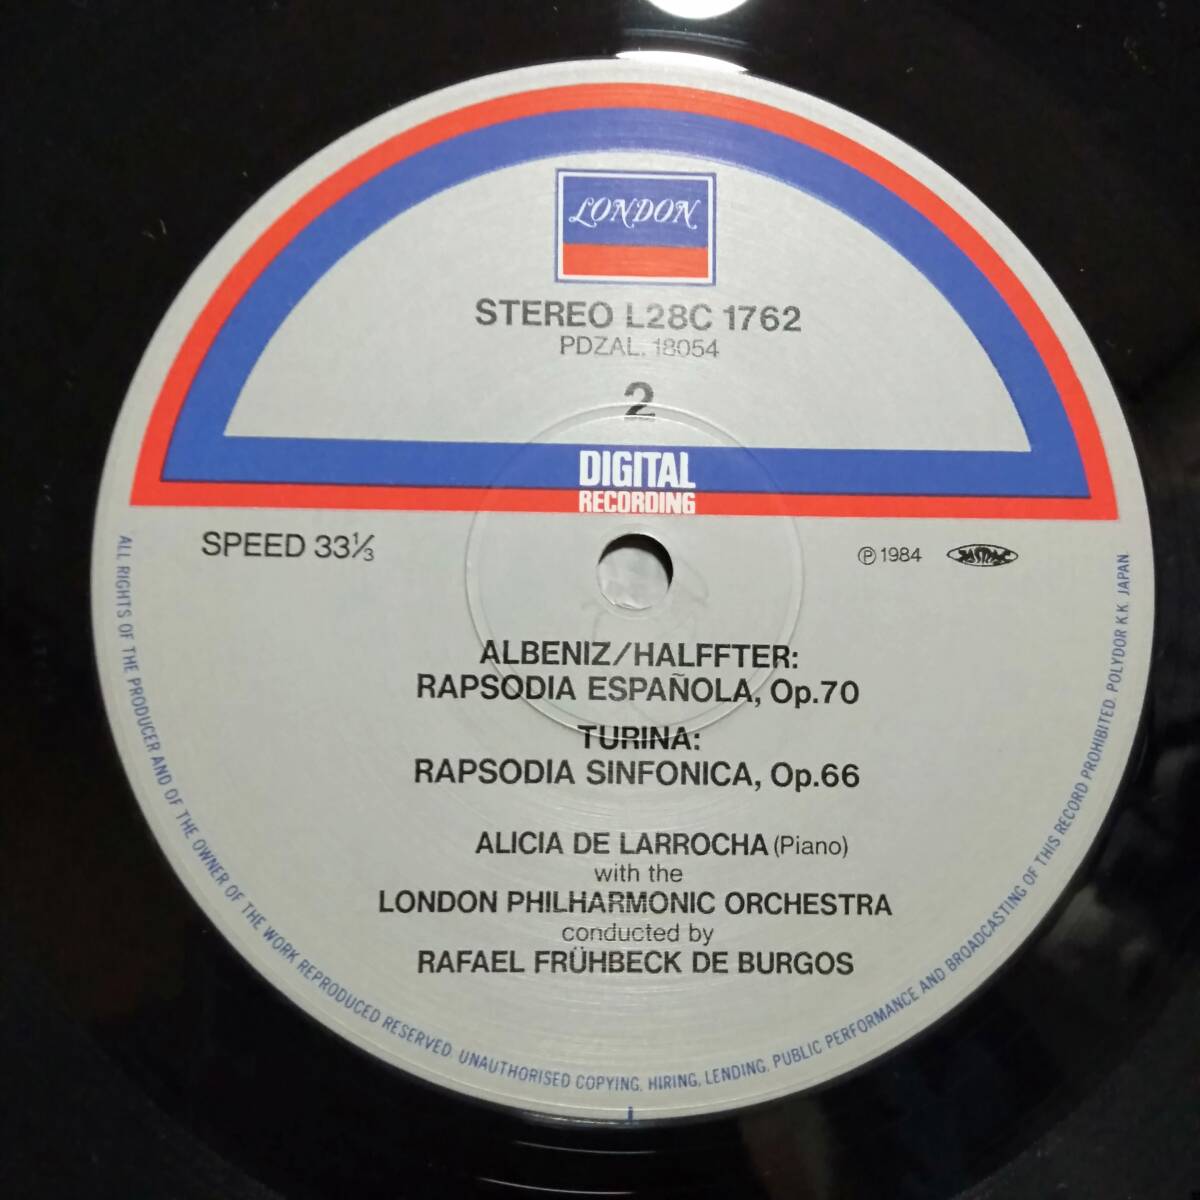 LONDON
STEREO L28C 1762
PDZAL. 18054
2
DIGITAL
RECORDING
SPEED 33⅓
℗ 1984
JASRAC
ALBENIZ/HALFFTER:
RAPSODIA ESPAÑOLA, Op.70
TURINA:
RAPSODIA SINFONICA, Op.66
ALICIA DE LARROCHA (Piano)
with the
LONDON PHILHARMONIC ORCHESTRA
conducted by
RAFAEL FRÜHBECK DE BURGOS
ALL RIGHTS OF THE PRODUCER AND OF THE OWNER OF THE WORK REPRODUCED RESERVED. UNAUTHORISED COPYING, HIRING, LENDING, PUBLIC PERFORMANCE AND BROADCASTING OF THIS RECORD PROHIBITED. POLYDOR K.K. JAPAN